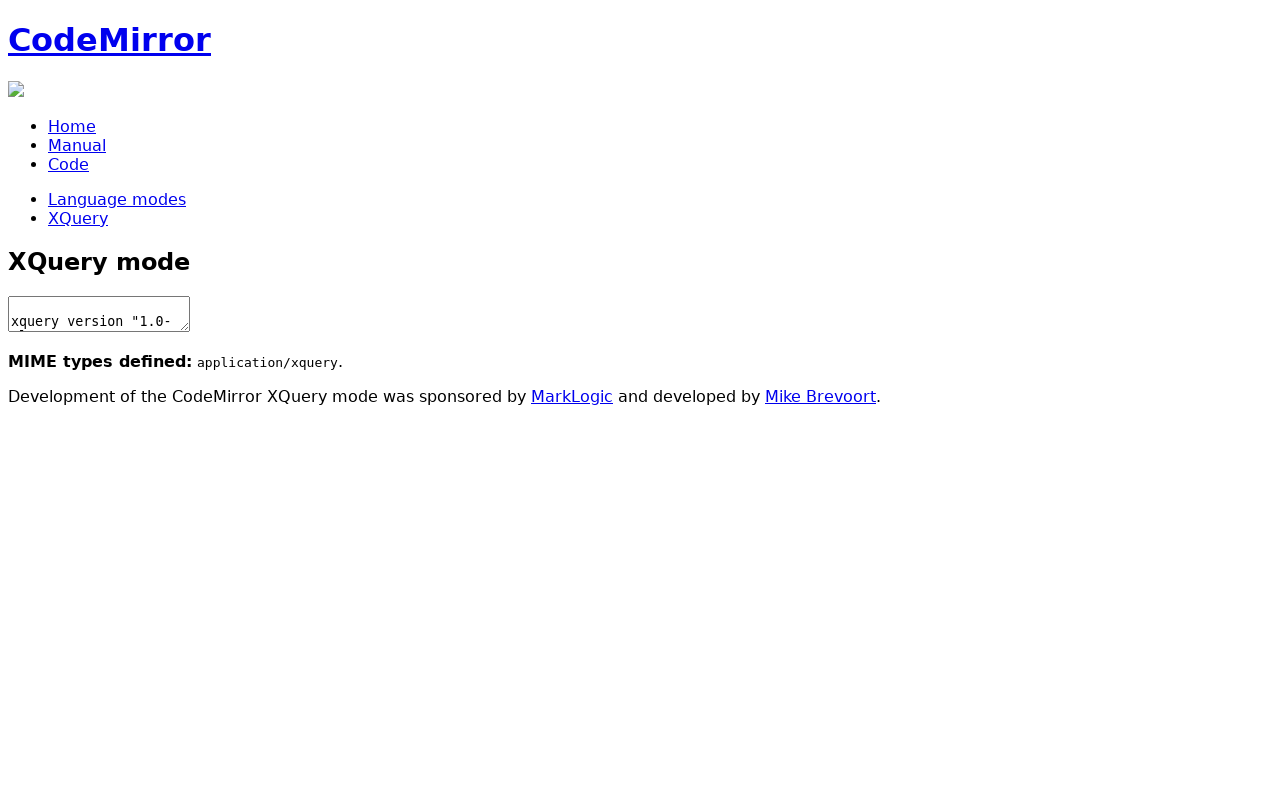 CodeMirror
Home
Manual
Code
Language modes
XQuery
XQuery mode
xquery version "1.0-
MIME types defined: application/xquery.
Development of the CodeMirror XQuery mode was sponsored by MarkLogic and developed by Mike Brevoort.